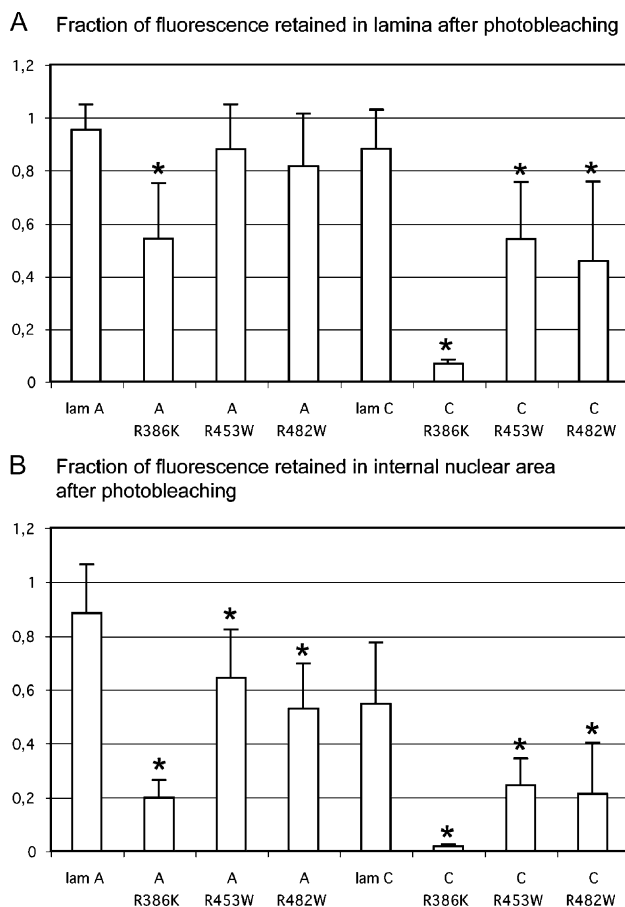 A Fraction of fluorescence retained in lamina after photobleaching
1,2
1
0,8
0,6
0,4
0,2
0
* * * * *
lam A A A A lam C C C C
R386K R453W R482W R386K R453W R482W
B Fraction of fluorescence retained in internal nuclear area
after photobleaching
1,2
1
0,8
0,6
0,4
0,2
0
* * * * * *
lam A A A A lam C C C C
R386K R453W R482W R386K R453W R482W